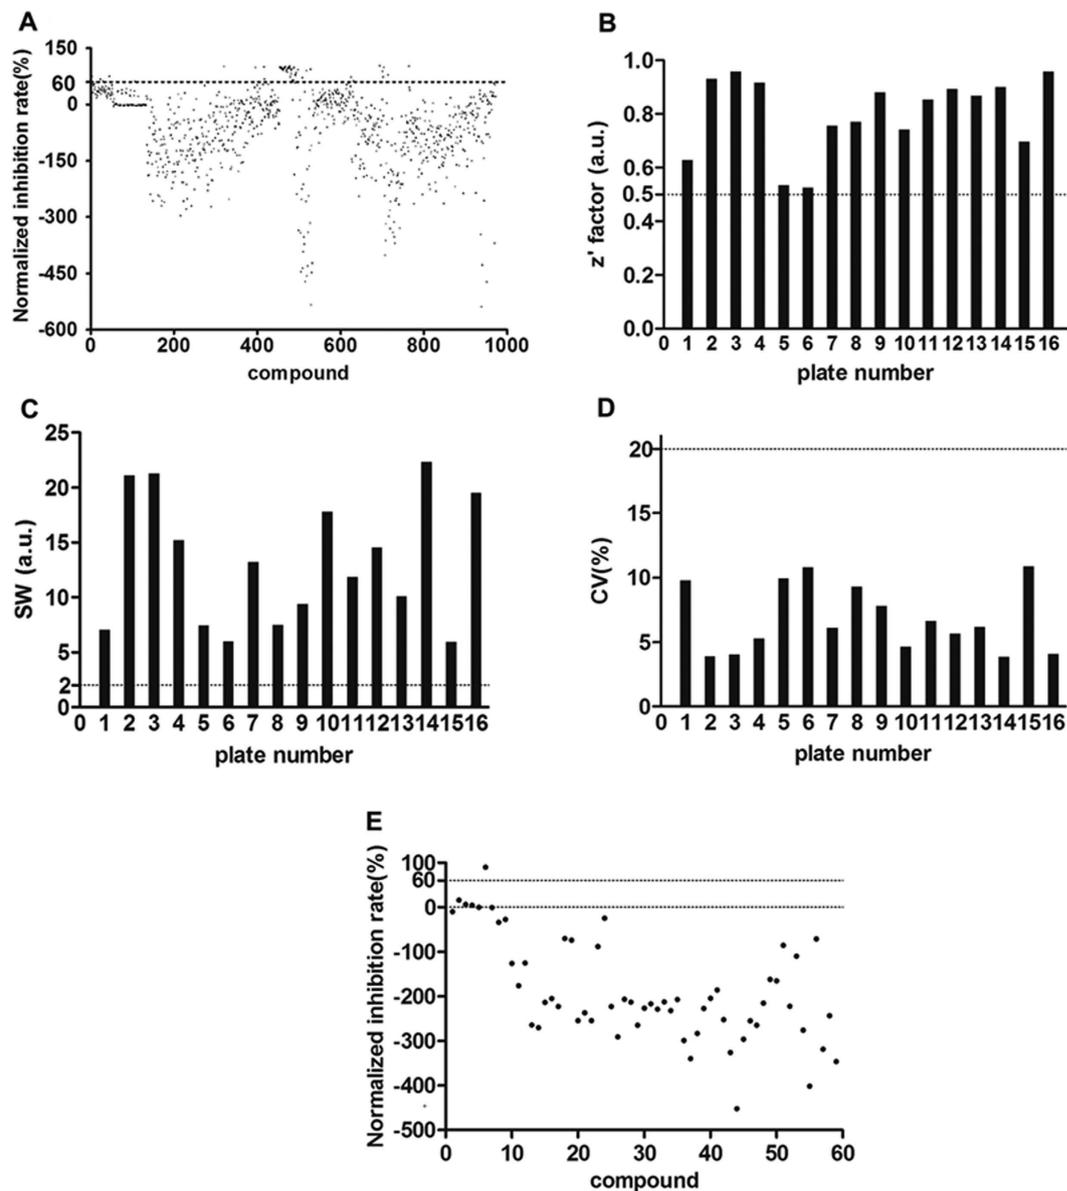 A
Normalized inhibition rate(%)
150
60
0
-150
-300
-450
-600
0 200 400 600 800 1000
compound
B
z' factor (a.u.)
1.0
0.8
0.6
0.5
0.4
0.2
0.0
0 1 2 3 4 5 6 7 8 9 10 11 12 13 14 15 16
plate number
C
SW (a.u.)
25
20
15
10
5
2
0
0 1 2 3 4 5 6 7 8 9 10 11 12 13 14 15 16
plate number
D
CV(%)
20
15
10
5
0
0 1 2 3 4 5 6 7 8 9 10 11 12 13 14 15 16
plate number
E
Normalized inhibition rate(%)
100
60
0
-100
-200
-300
-400
-500
0 10 20 30 40 50 60
compound